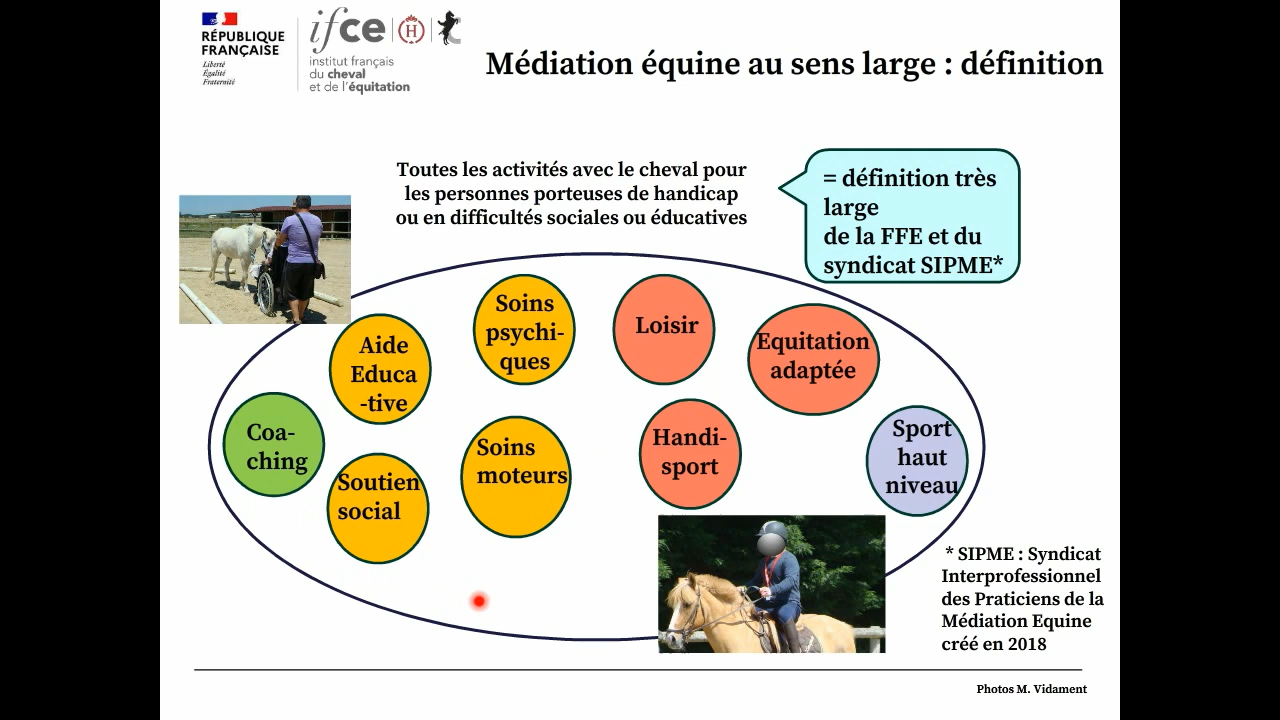 RÉPUBLIQUE
FRANÇAISE
Liberté
Égalité
Fraternité
ifce
H
institut français
du cheval
et de l'équitation
Médiation équine au sens large : définition
Toutes les activités avec le cheval pour
les personnes porteuses de handicap
ou en difficultés sociales ou éducatives
= définition très
large
de la FFE et du
syndicat SIPME*
Soins
psychi-
ques
Loisir
Equitation
adaptée
Aide
Educa
-tive
Coa-
ching
Soutien
social
Soins
moteurs
Handi-
sport
Sport
haut
niveau
* SIPME : Syndicat
Interprofessionnel
des Praticiens de la
Médiation Equine
créé en 2018
Photos M. Vidament